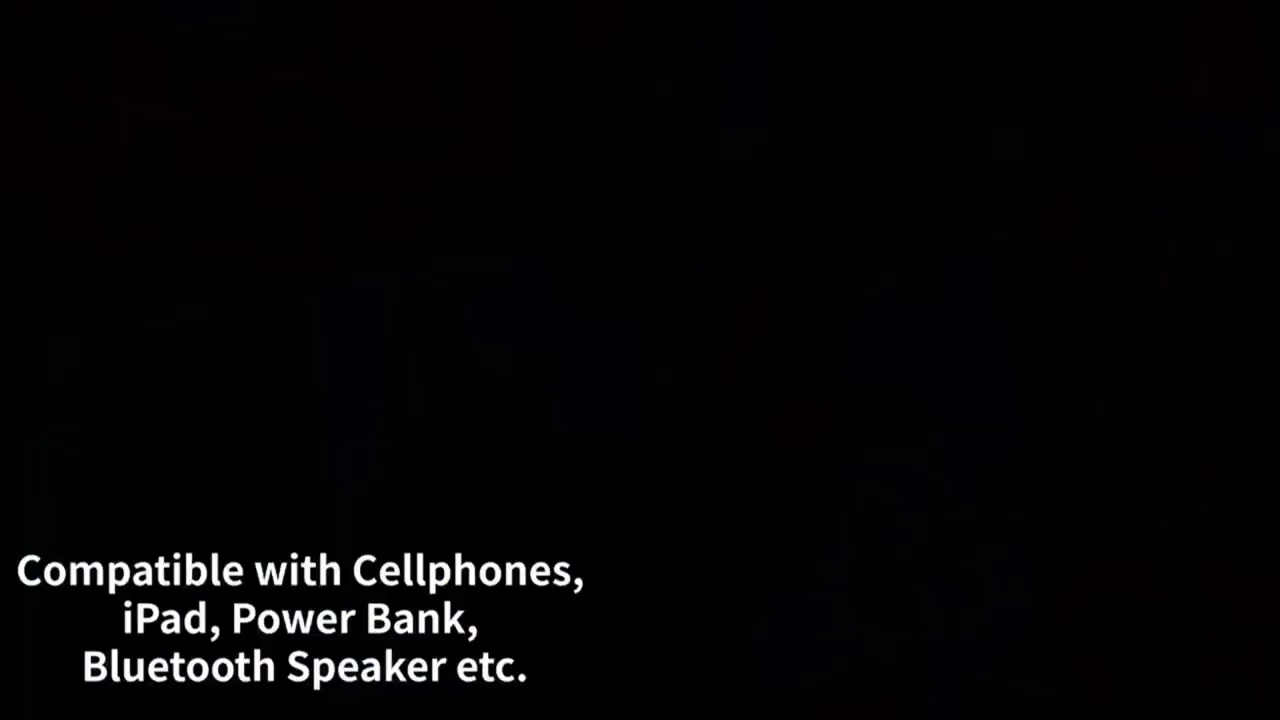 Compatible with Cellphones,
iPad, Power Bank,
Bluetooth Speaker etc.